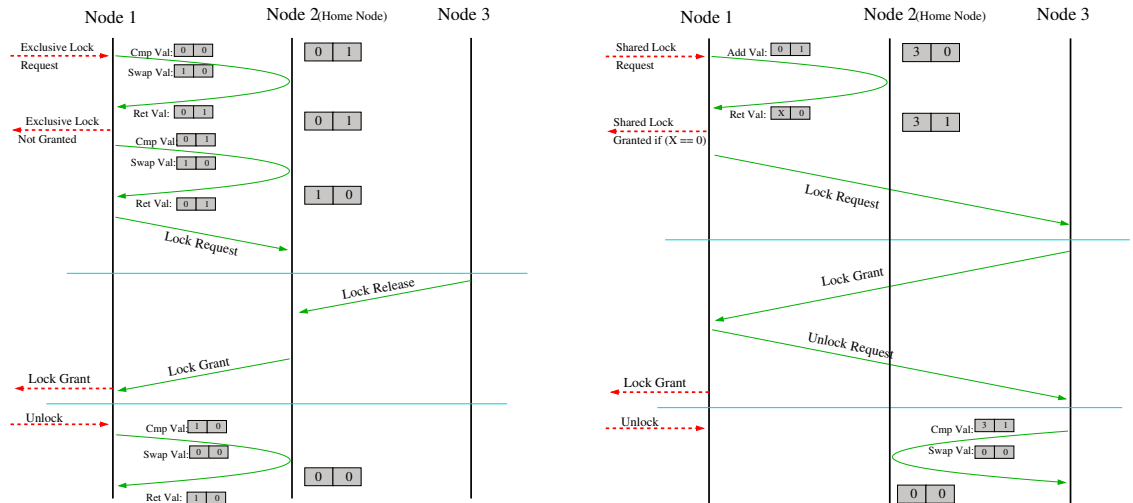 Node 1
Node 2(Home Node)
Node 3
Exclusive Lock
Request
Cmp Val: 0 0
0 1
Swap Val: 1 0
Ret Val: 0 1
0 1
Exclusive Lock
Not Granted
Cmp Val: 0 1
Swap Val: 1 0
1 0
Ret Val: 0 1
Lock Request
Lock Release
Lock Grant
Lock Grant
Unlock
Cmp Val: 1 0
Swap Val: 0 0
0 0
Ret Val: 1 0
Node 1
Node 2(Home Node)
Node 3
Shared Lock
Request
Add Val: 0 1
3 0
Ret Val: X 0
3 1
Shared Lock
Granted if (X == 0)
Lock Request
Lock Grant
Unlock Request
Lock Grant
Unlock
Cmp Val: 3 1
Swap Val: 0 0
0 0